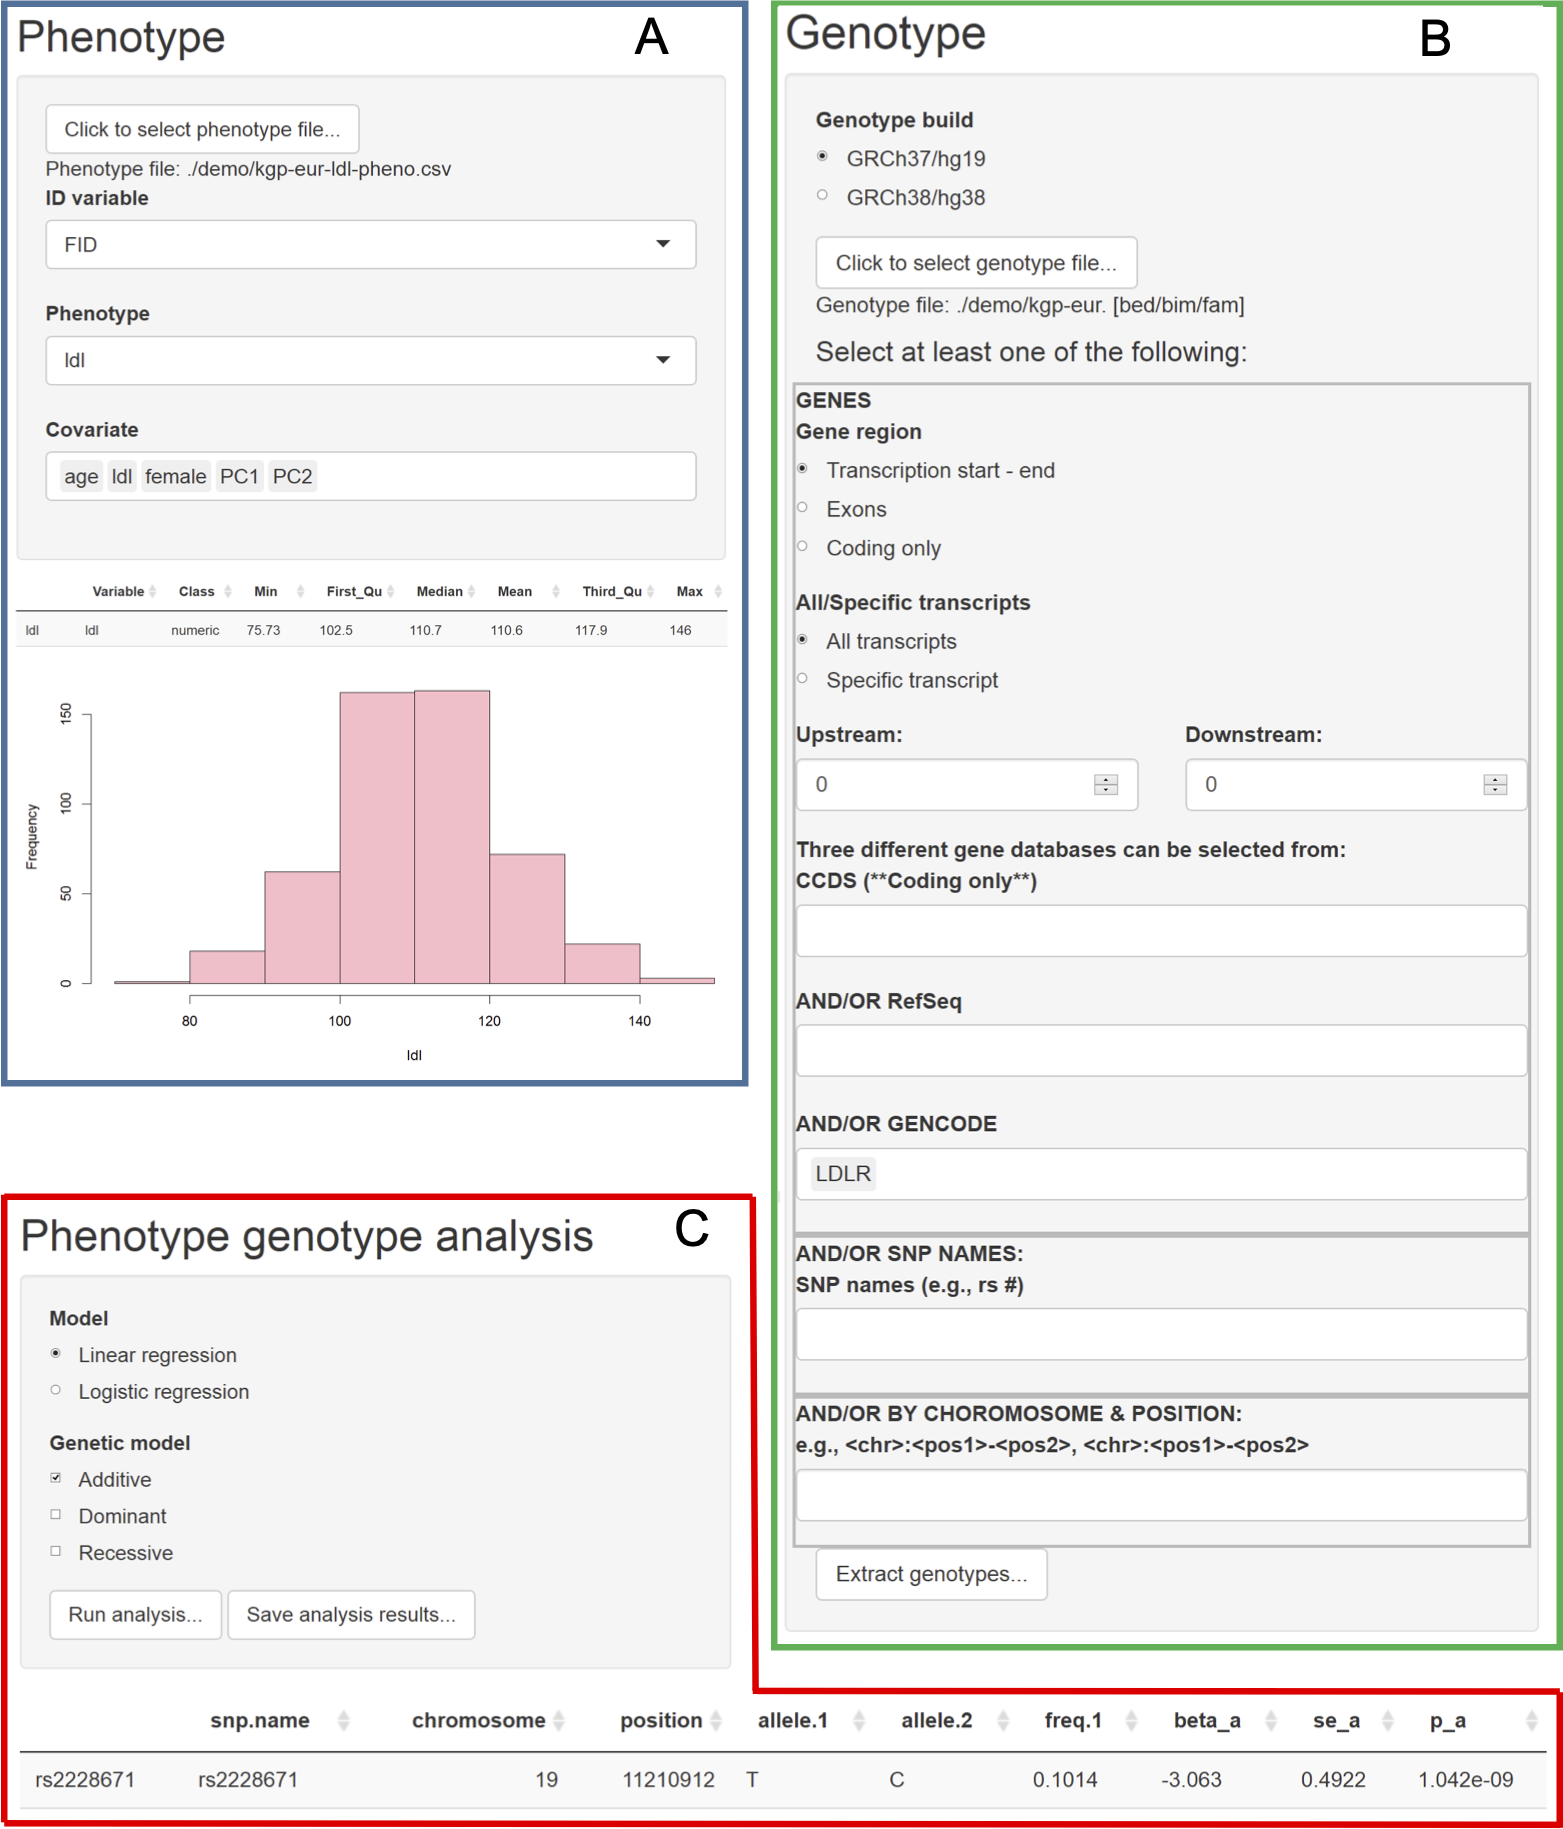 Phenotype
A
Click to select phenotype file...
Phenotype file: ./demo/kgp-eur-ldl-pheno.csv
ID variable
FID
Phenotype
ldl
Covariate
age ldl female PC1 PC2
Variable Class Min First_Qu Median Mean Third_Qu Max
ldl ldl numeric 75.73 102.5 110.7 110.6 117.9 146
Frequency
150
100
50
0
80 100 120 140
ldl
Genotype
B
Genotype build
GRCh37/hg19
GRCh38/hg38
Click to select genotype file...
Genotype file: ./demo/kgp-eur. [bed/bim/fam]
Select at least one of the following:
GENES
Gene region
Transcription start - end
Exons
Coding only
All/Specific transcripts
All transcripts
Specific transcript
Upstream: Downstream:
0 0
Three different gene databases can be selected from:
CCDS (**Coding only**)
AND/OR RefSeq
AND/OR GENCODE
LDLR
AND/OR SNP NAMES:
SNP names (e.g., rs #)
AND/OR BY CHOROMOSOME & POSITION:
e.g., <chr>:<pos1>-<pos2>, <chr>:<pos1>-<pos2>
Extract genotypes...
Phenotype genotype analysis
C
Model
Linear regression
Logistic regression
Genetic model
Additive
Dominant
Recessive
Run analysis... Save analysis results...
snp.name chromosome position allele.1 allele.2 freq.1 beta_a se_a p_a
rs2228671 rs2228671 19 11210912 T C 0.1014 -3.063 0.4922 1.042e-09